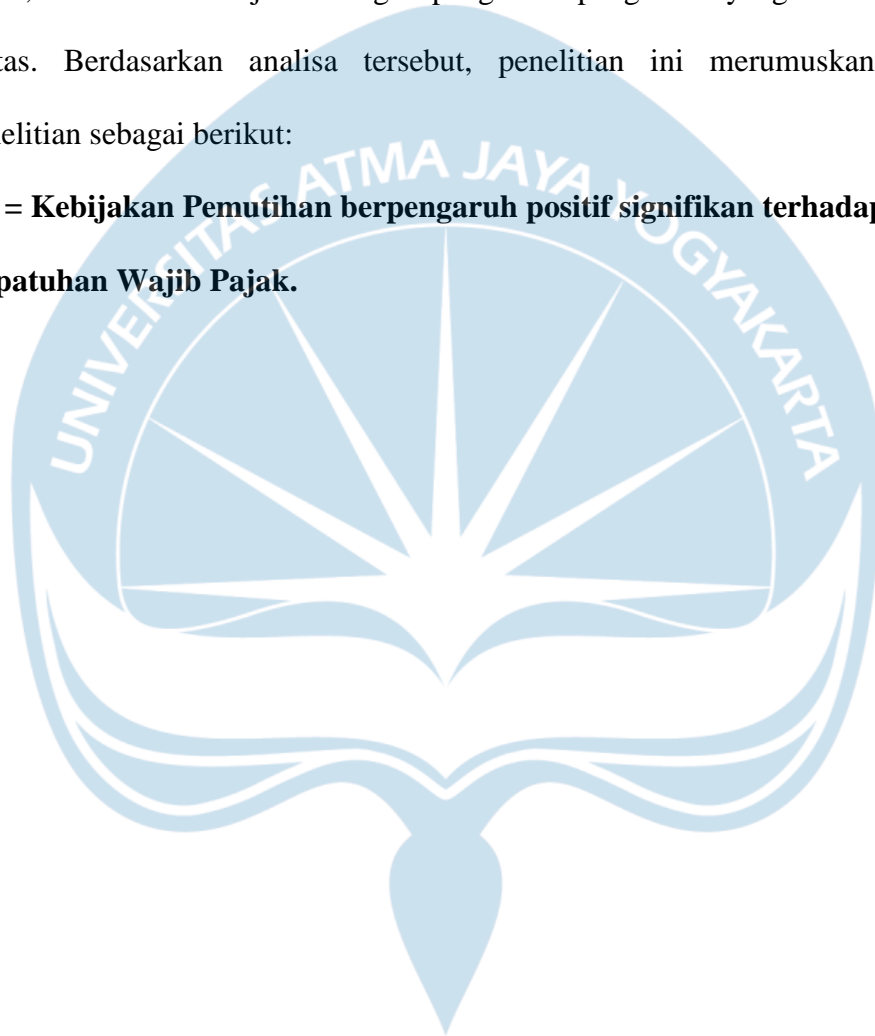 tas. Berdasarkan analisa tersebut, penelitian ini merumuskan
elitian sebagai berikut:
= Kebijakan Pemutihan berpengaruh positif signifikan terhadap
patuhan Wajib Pajak.
UNIVERSITAS ATMA JAYA YOGYAKARTA